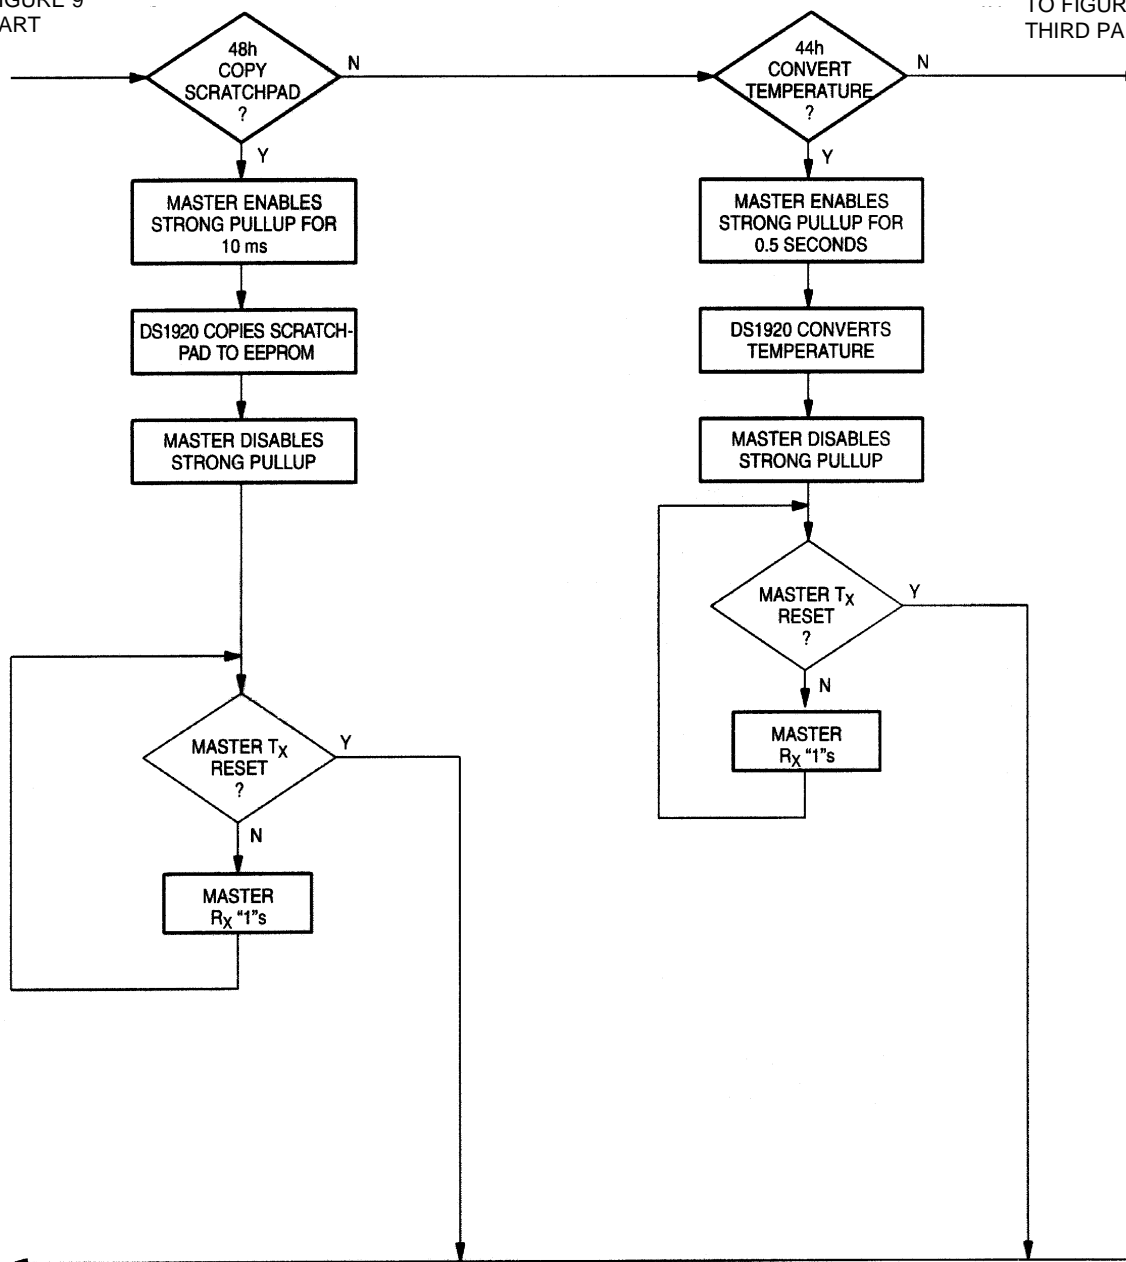 IGURE 9
ART
TO FIGUR
THIRD PA
48h
COPY
SCRATCHPAD
?
N
Y
MASTER ENABLES
STRONG PULLUP FOR
10 ms
DS1920 COPIES SCRATCH-
PAD TO EEPROM
MASTER DISABLES
STRONG PULLUP
MASTER TX
RESET
?
Y
N
MASTER
RX “1”s
44h
CONVERT
TEMPERATURE
?
N
Y
MASTER ENABLES
STRONG PULLUP FOR
0.5 SECONDS
DS1920 CONVERTS
TEMPERATURE
MASTER DISABLES
STRONG PULLUP
MASTER TX
RESET
?
Y
N
MASTER
RX “1”s